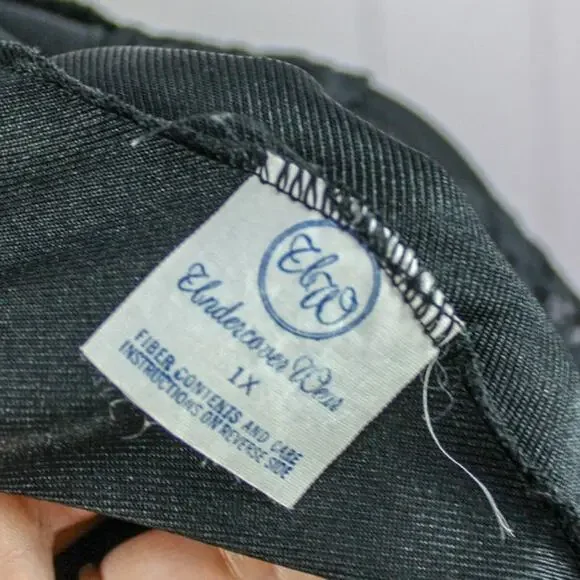 UW
Undercover Wear
1X
FIBER CONTENTS AND CARE
INSTRUCTIONS ON REVERSE SIDE